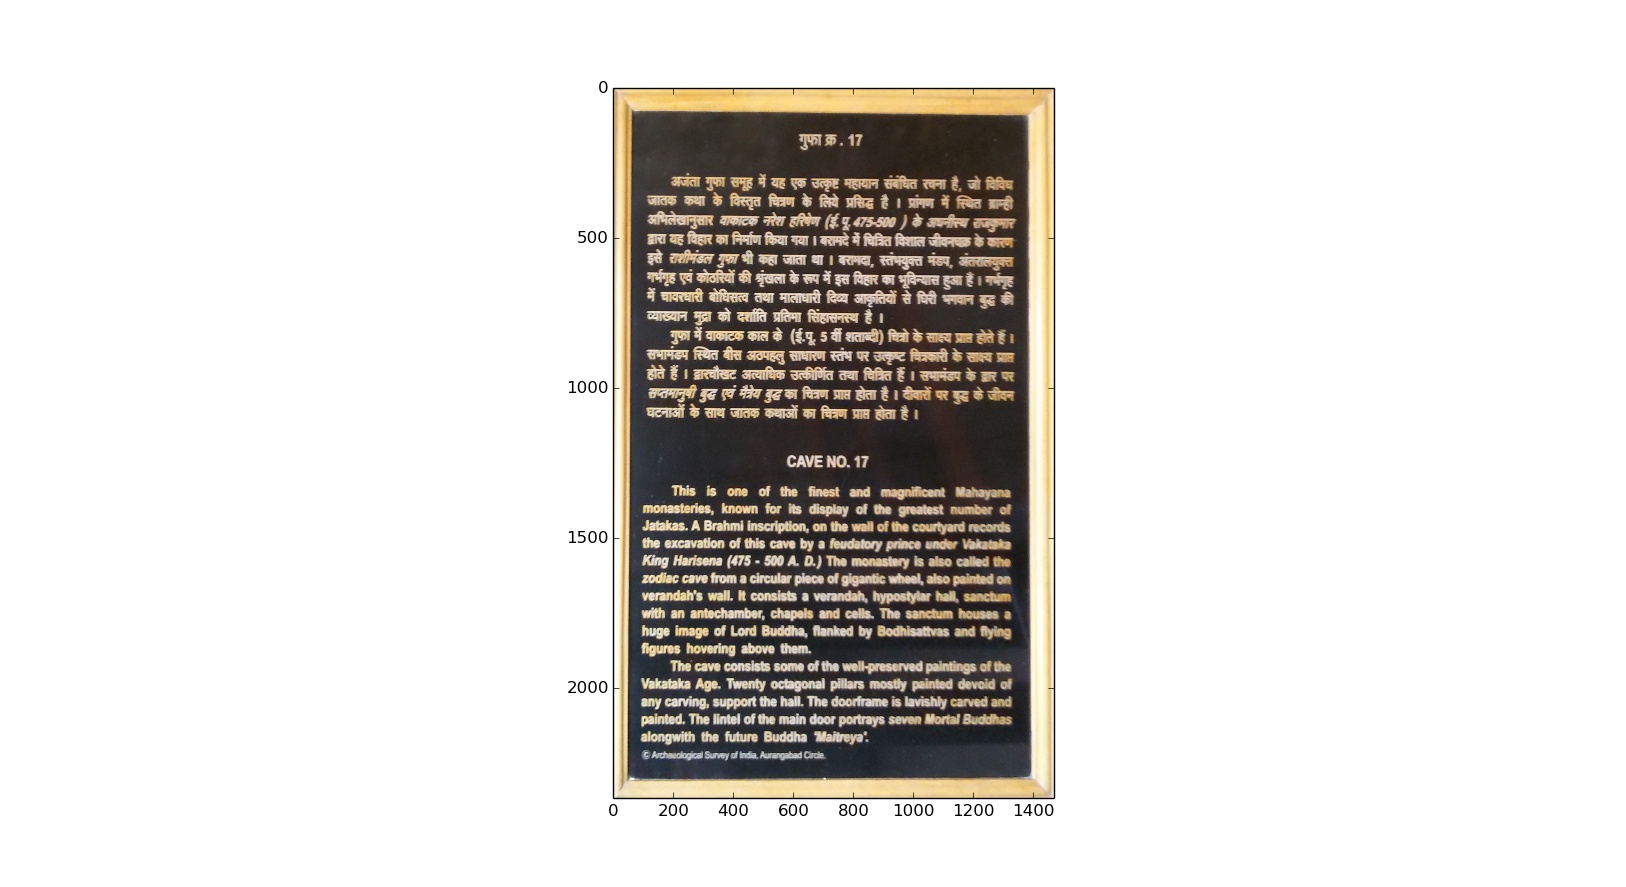 0
500
1000
1500
2000
0 200 400 600 800 1000 1200 1400
गुफा क्र . 17
अजंता गुफा समूह में यह एक उत्कृष्ट महायान संबंधित रचना है, जो विविध
जातक कथा के विस्तृत चित्रण के लिये प्रसिद्ध है । प्रांगण में स्थित ब्राम्ही
अभिलेखानुसार वाकाटक नरेश हरिषेण (ई.पू. 475-500 ) के अधीनस्थ राजकुमार
द्वारा यह विहार का निर्माण किया गया । बरामदे में चित्रित विशाल जीवनचक्र के कारण
इसे राशीमंडल गुफा भी कहा जाता था । बरामदा, स्तंभयुक्त मंडप, अंतरालयुक्त
गर्भगृह एवं कोठरियों की श्रृंखला के रूप में इस विहार का भूविन्यास हुआ हैं । गर्भगृह
में चावरधारी बोधिसत्व तथा मालाधारी दिव्य आकृतियों से घिरी भगवान बुद्ध की
व्याख्यान मुद्रा को दर्शाति प्रतिमा सिंहासनस्थ है ।
गुफा में वाकाटक काल के (ई.पू. 5 वीं शताब्दी) चित्रो के साक्ष्य प्राप्त होते हैं ।
सभामंडप स्थित बीस अठपहलु साधारण स्तंभ पर उत्कृष्ट चित्रकारी के साक्ष्य प्राप्त
होते हैं । द्वारचौखट अत्याधिक उत्कीर्णित तथा चित्रित हैं । सभामंडप के द्वार पर
सप्तमानुषी बुद्ध एवं मैत्रेय बुद्ध का चित्रण प्राप्त होता है । दीवारों पर बुद्ध के जीवन
घटनाओं के साथ जातक कथाओं का चित्रण प्राप्त होता है ।
CAVE NO. 17
This is one of the finest and magnificent Mahayana
monasteries, known for its display of the greatest number of
Jatakas. A Brahmi inscription, on the wall of the courtyard records
the excavation of this cave by a feudatory prince under Vakataka
King Harisena (475 - 500 A. D.) The monastery is also called the
zodiac cave from a circular piece of gigantic wheel, also painted on
verandah's wall. It consists a verandah, hypostylar hall, sanctum
with an antechamber, chapels and cells. The sanctum houses a
huge image of Lord Buddha, flanked by Bodhisattvas and flying
figures hovering above them.
The cave consists some of the well-preserved paintings of the
Vakataka Age. Twenty octagonal pillars mostly painted devoid of
any carving, support the hall. The doorframe is lavishly carved and
painted. The lintel of the main door portrays seven Mortal Buddhas
alongwith the future Buddha 'Maitreya'.
© Archaeological Survey of India, Aurangabad Circle.